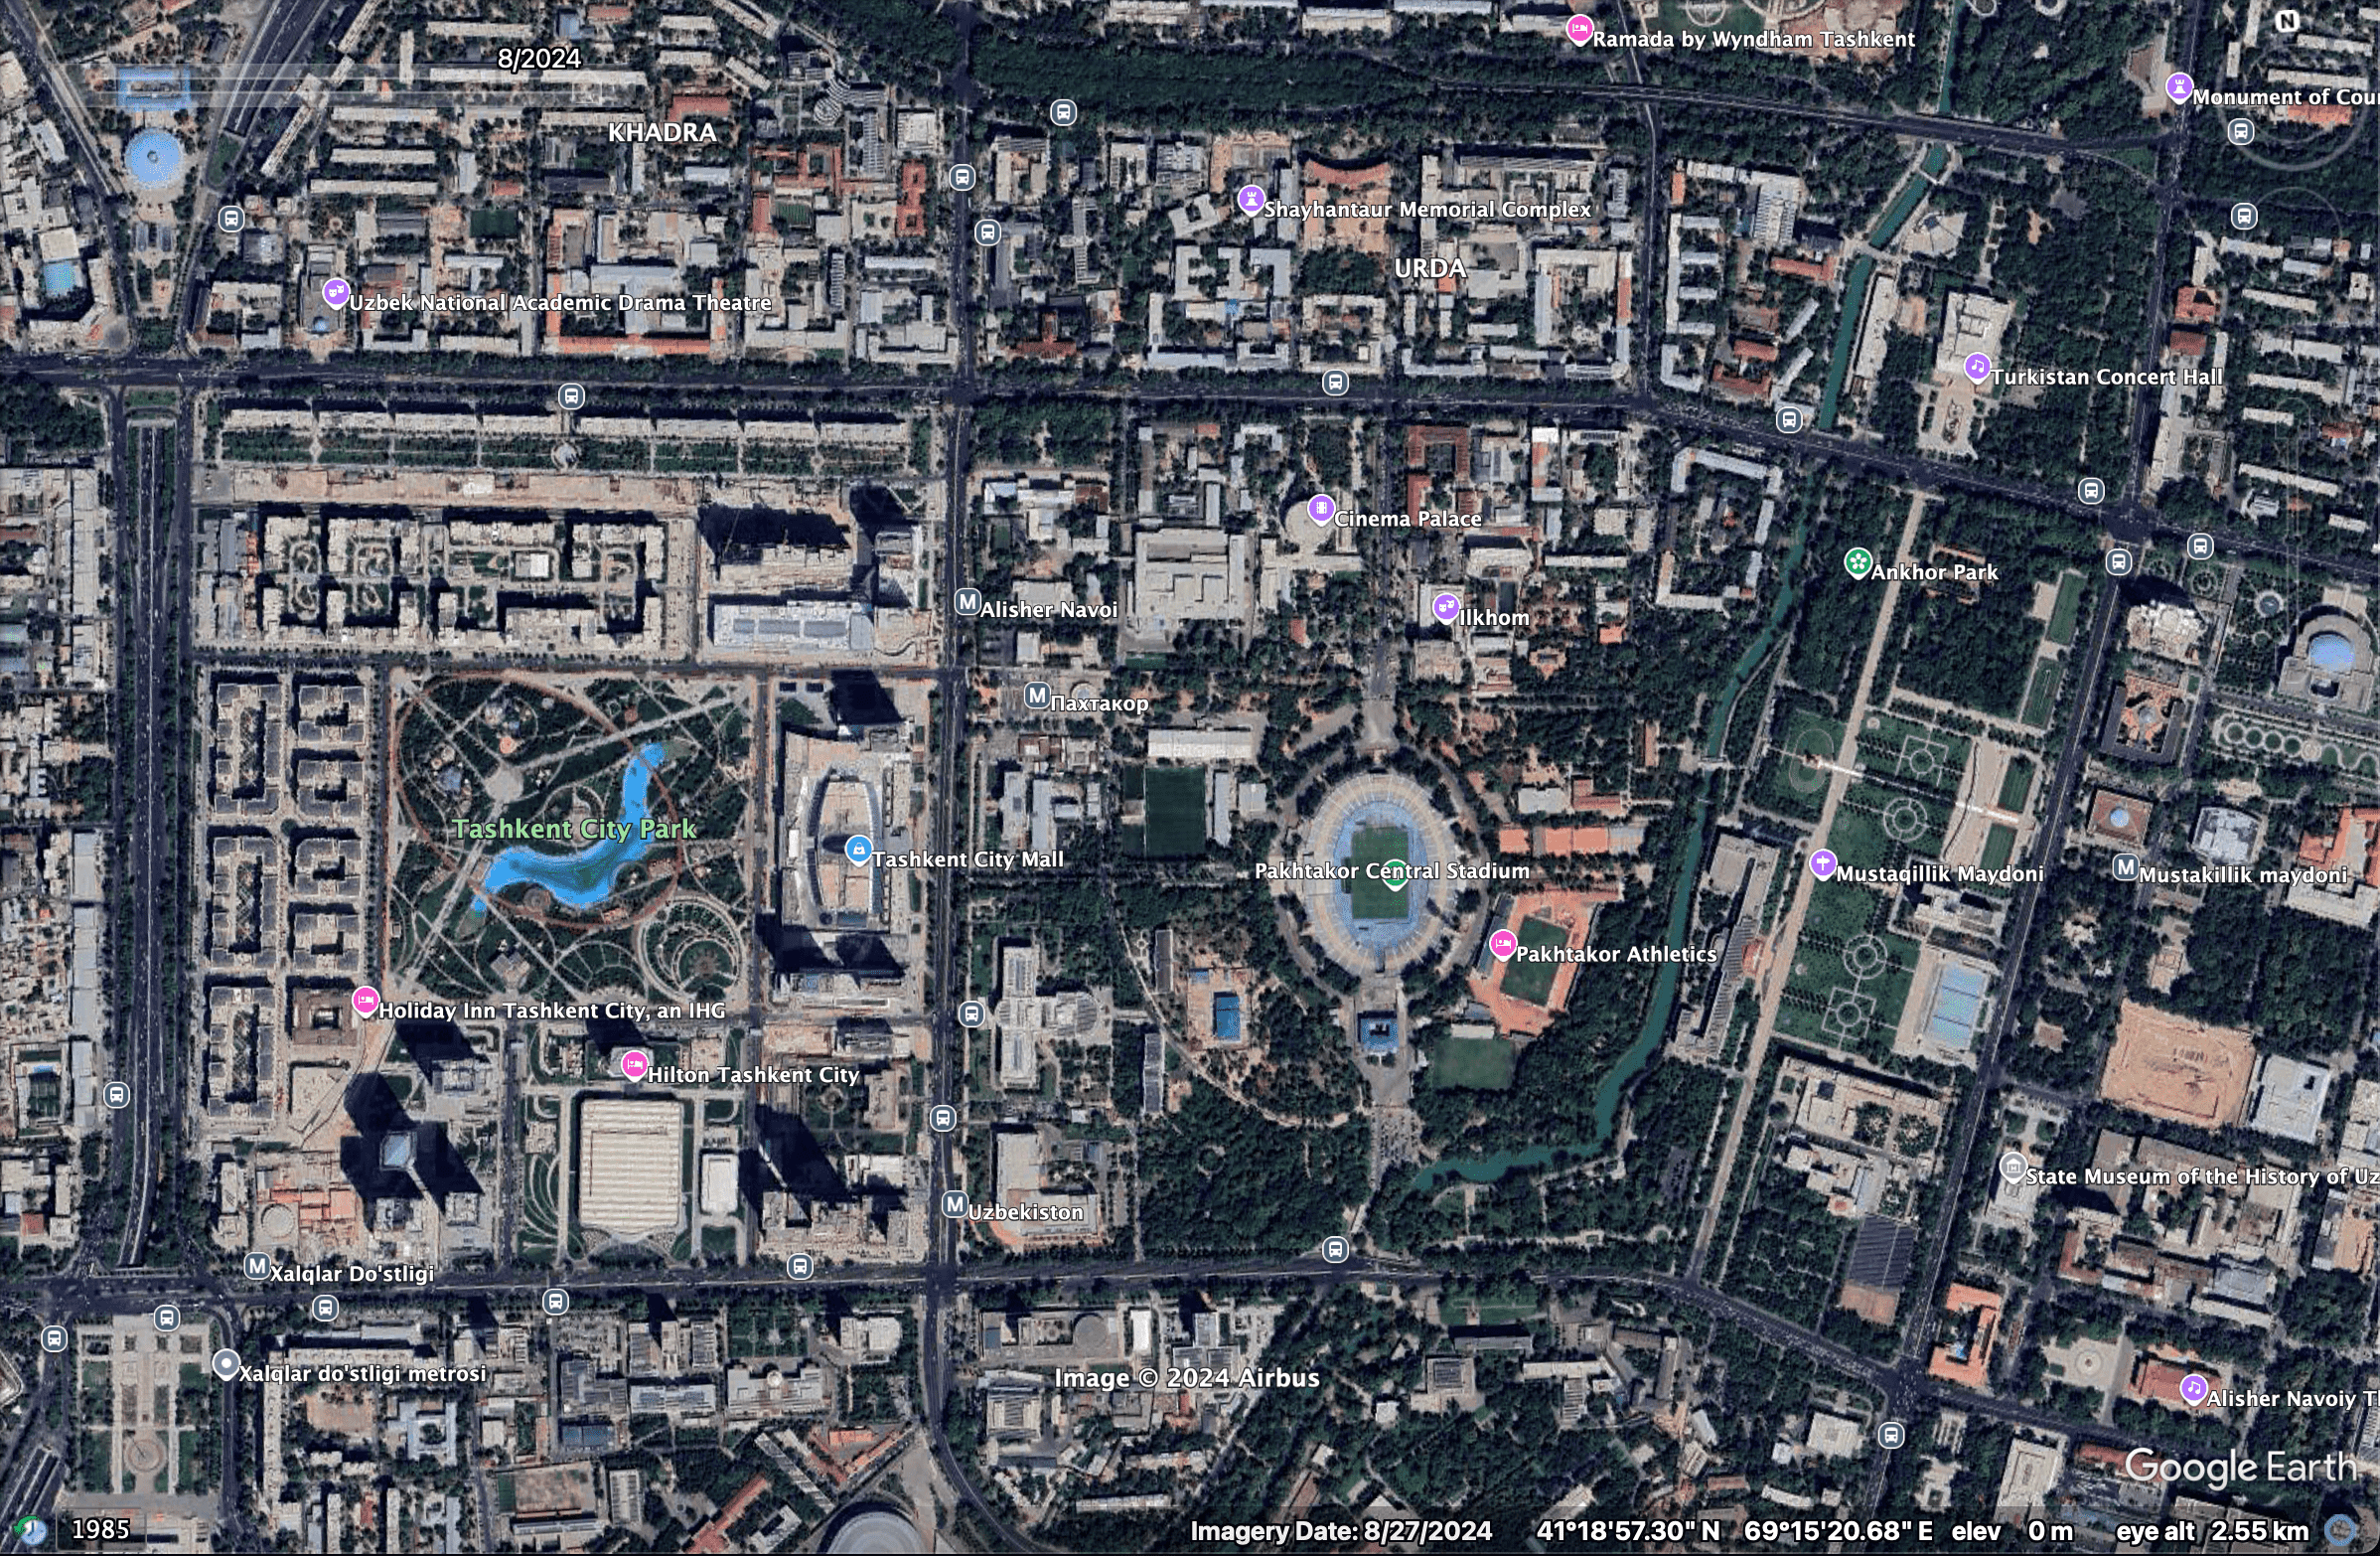 N
Ramada by Wyndham Tashkent
8/2024
Monument of Cou
KHADRA
Shayhantaur Memorial Complex
URDA
Uzbek National Academic Drama Theatre
Turkistan Concert Hall
Cinema Palace
Ankhor Park
M Alisher Navoi
Ilkhom
M Пахтакор
Tashkent City Park
Tashkent City Mall
Pakhtakor Central Stadium
Mustaqillik Maydoni
M Mustakillik maydoni
Pakhtakor Athletics
Holiday Inn Tashkent City, an IHG
Hilton Tashkent City
State Museum of the History of Uz
M Uzbekiston
M Xalqlar Do'stligi
Xalqlar do'stligi metrosi
Image © 2024 Airbus
Alisher Navoiy T
Google Earth
1985
Imagery Date: 8/27/2024 41°18'57.30" N 69°15'20.68" E elev 0 m eye alt 2.55 km